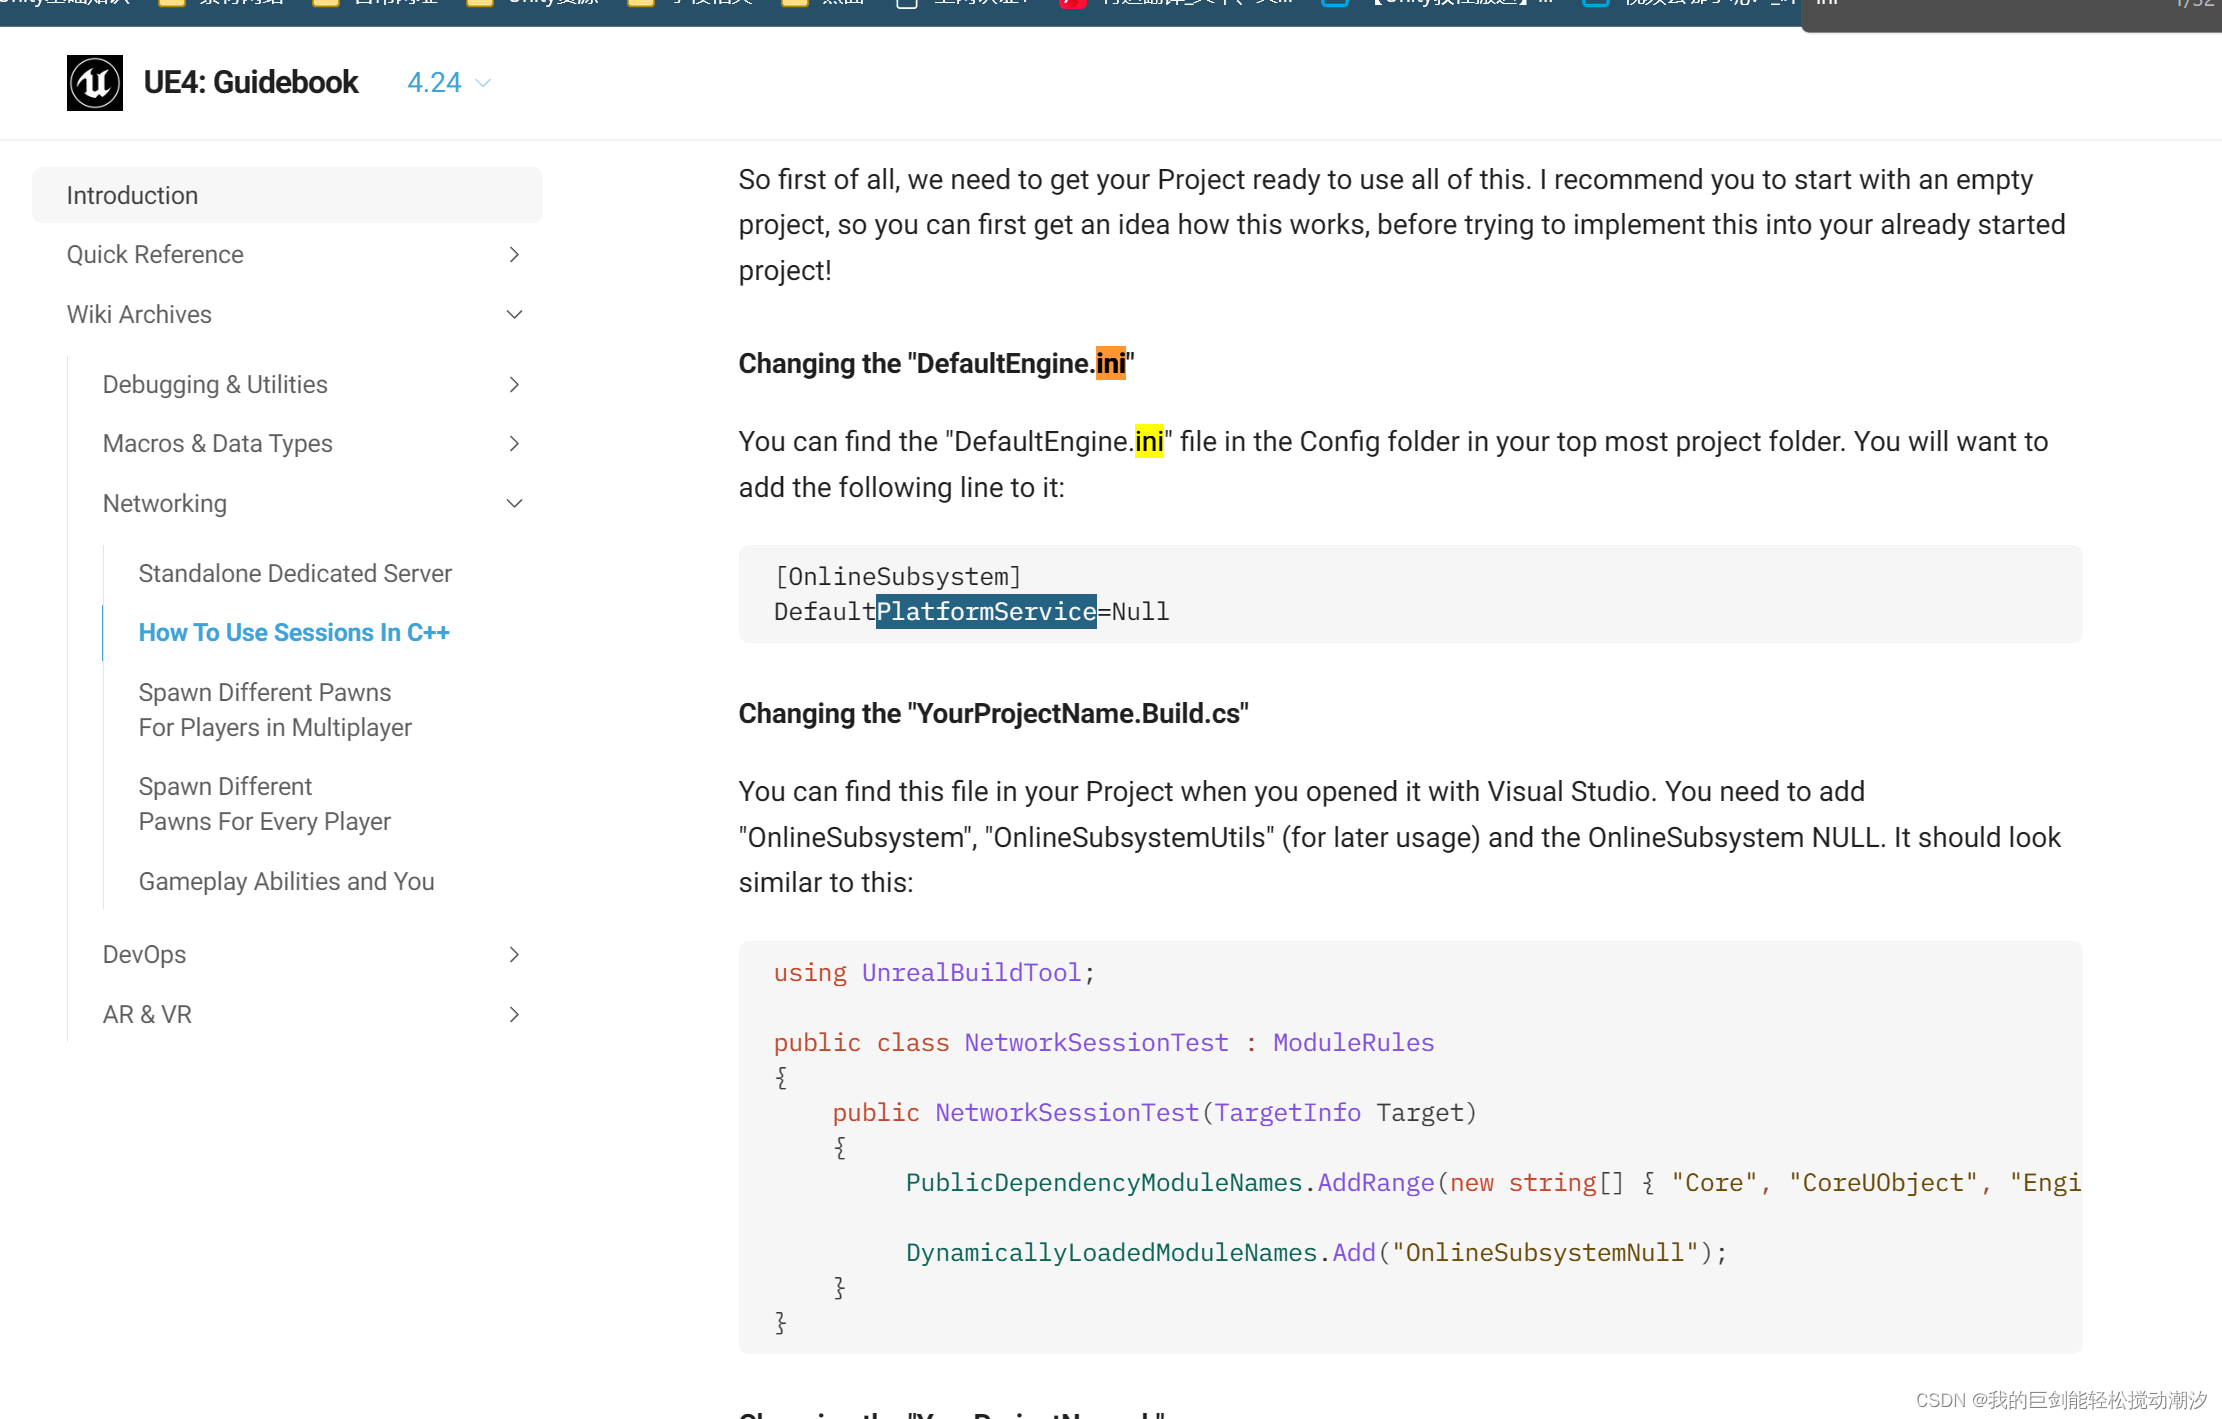 UE4: Guidebook
4.24
Introduction
Quick Reference
Wiki Archives
Debugging & Utilities
Macros & Data Types
Networking
Standalone Dedicated Server
How To Use Sessions In C++
Spawn Different Pawns
For Players in Multiplayer
Spawn Different
Pawns For Every Player
Gameplay Abilities and You
DevOps
AR & VR
So first of all, we need to get your Project ready to use all of this. I recommend you to start with an empty
project, so you can first get an idea how this works, before trying to implement this into your already started
project!
Changing the "DefaultEngine.ini"
You can find the "DefaultEngine.ini" file in the Config folder in your top most project folder. You will want to
add the following line to it:
[OnlineSubsystem]
DefaultPlatformService=Null
Changing the "YourProjectName.Build.cs"
You can find this file in your Project when you opened it with Visual Studio. You need to add
"OnlineSubsystem", "OnlineSubsystemUtils" (for later usage) and the OnlineSubsystem NULL. It should look
similar to this:
using UnrealBuildTool;
public class NetworkSessionTest : ModuleRules
{
public NetworkSessionTest(TargetInfo Target)
{
PublicDependencyModuleNames.AddRange(new string[] { "Core", "CoreUObject", "Engi
DynamicallyLoadedModuleNames.Add("OnlineSubsystemNull");
}
}
CSDN @我的巨剑能轻松搅动潮汐